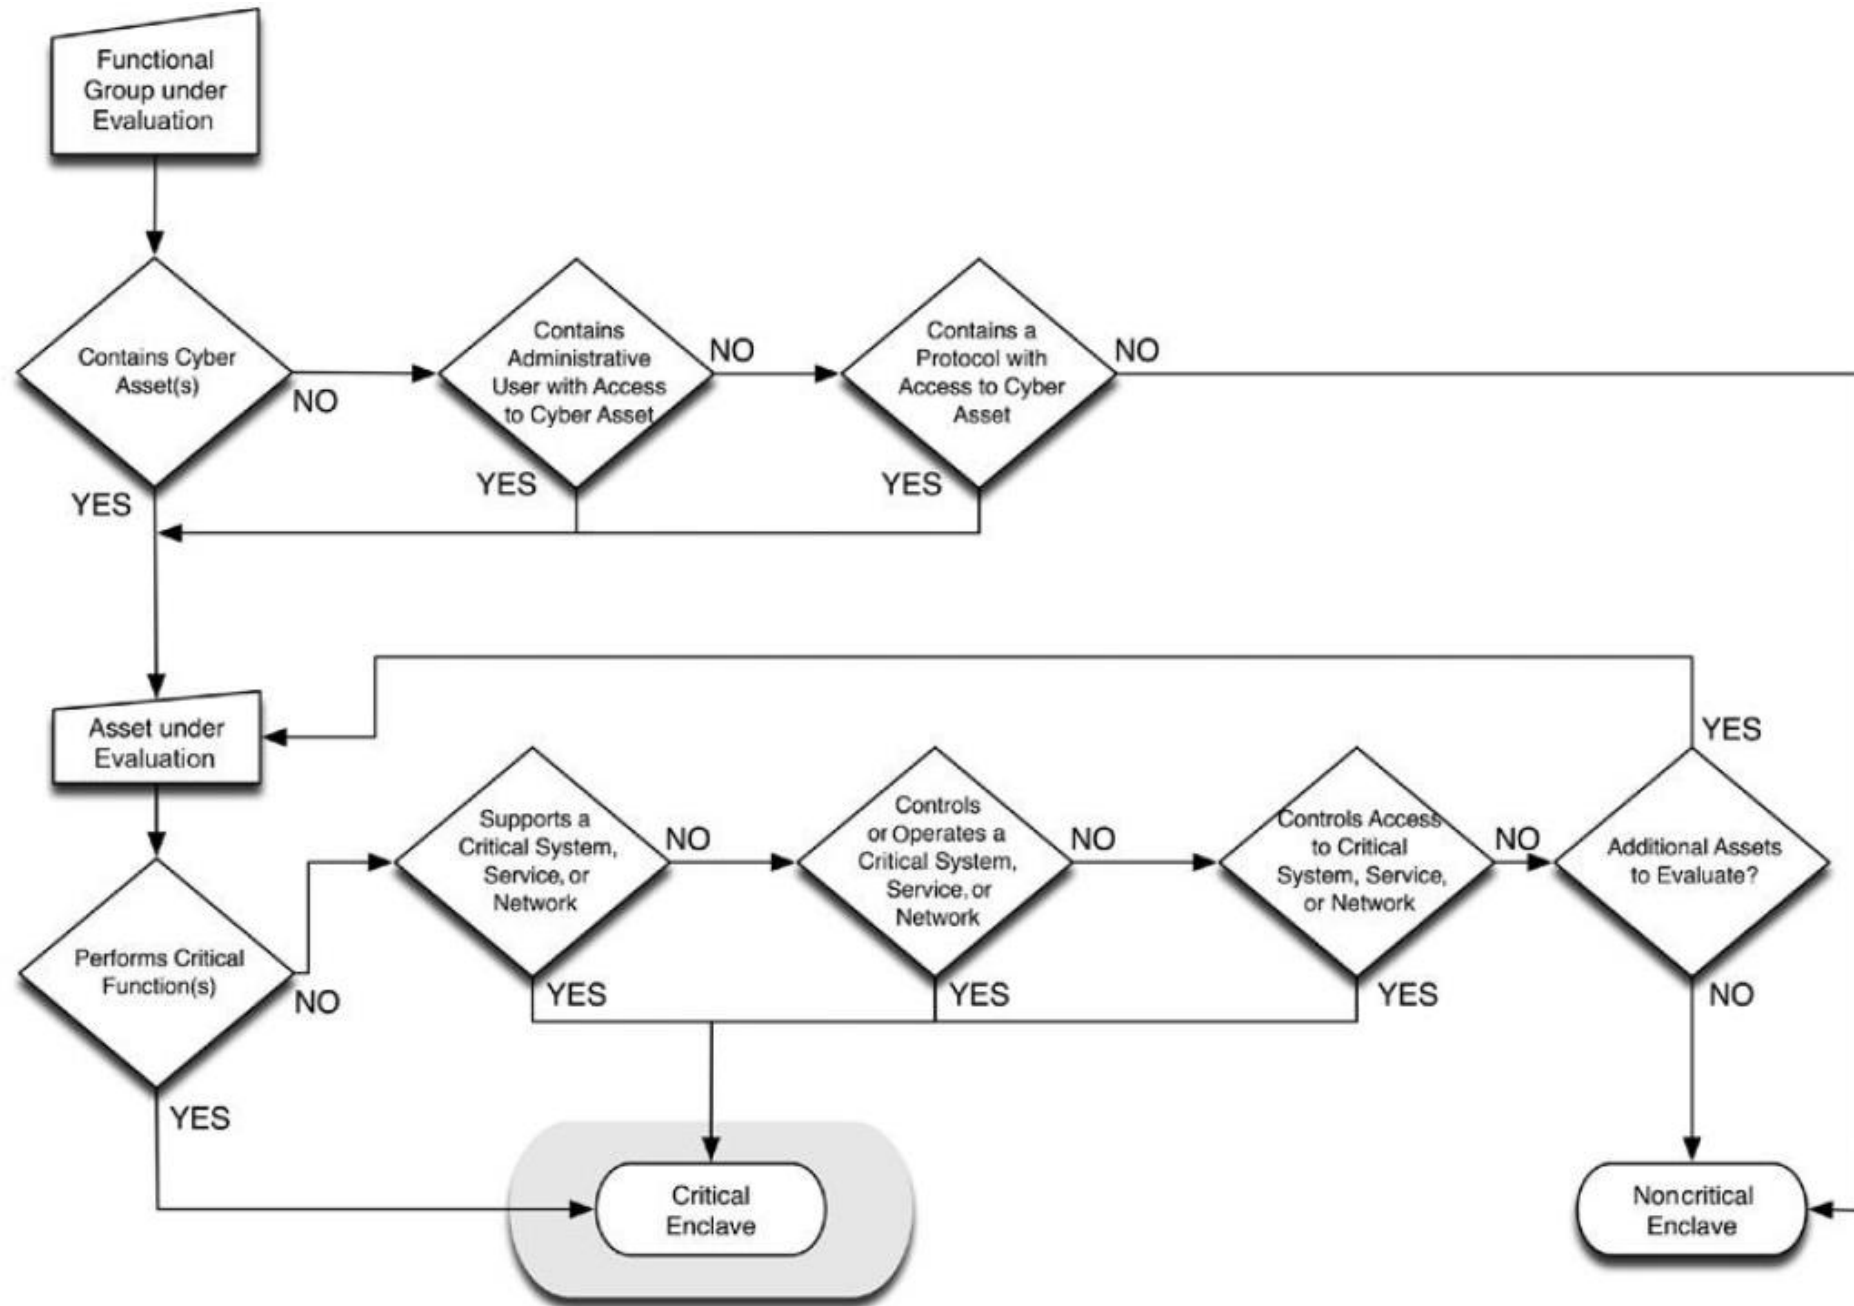 Functional
Group under
Evaluation
Contains Cyber
Asset(s)
NO
YES
Contains
Administrative
User with Access
to Cyber Asset
NO
YES
Contains a
Protocol with
Access to Cyber
Asset
NO
YES
Asset under
Evaluation
Performs Critical
Function(s)
NO
YES
Supports a
Critical System,
Service, or
Network
NO
YES
Controls
or Operates a
Critical System,
Service, or
Network
NO
YES
Controls Access
to Critical
System, Service,
or Network
NO
YES
Additional Assets
to Evaluate?
YES
NO
Critical
Enclave
Noncritical
Enclave